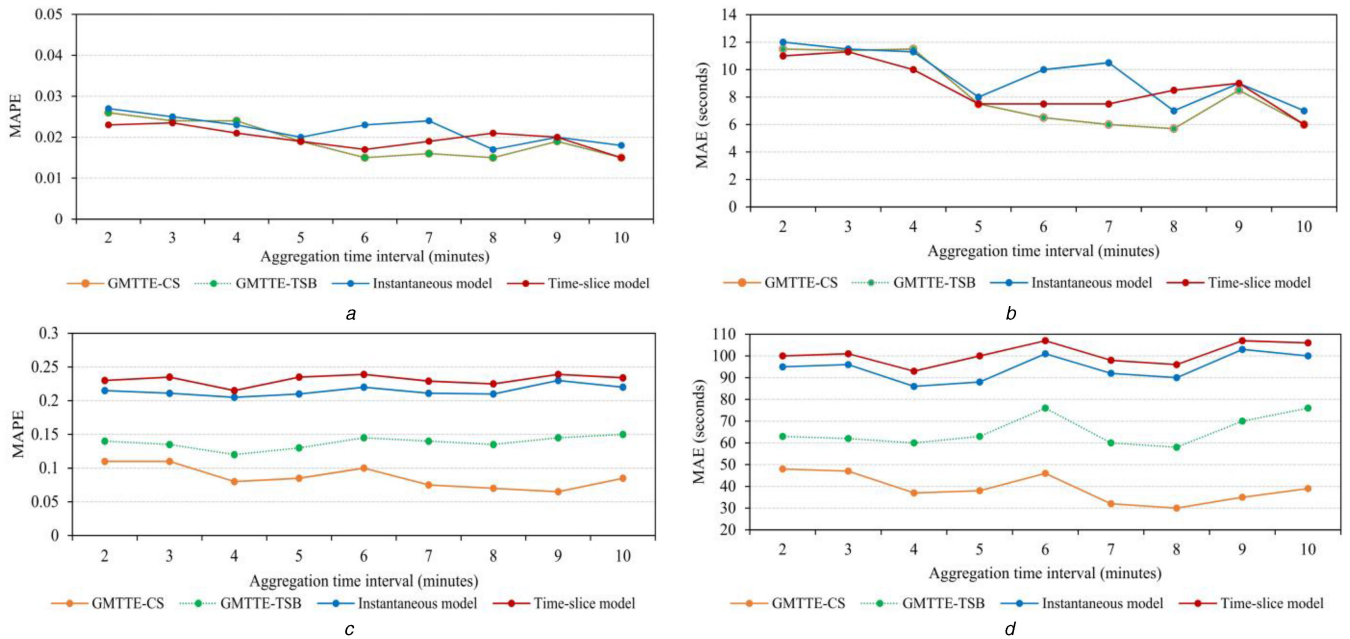 0.05
0.04
0.03
0.02
0.01
0
MAPE
2 3 4 5 6 7 8 9 10
Aggregation time interval (minutes)
GMTTE-CS GMTTE-TSB Instantaneous model Time-slice model
a
14
12
10
8
6
4
2
0
MAE (seconds)
2 3 4 5 6 7 8 9 10
Aggregation time interval (minutes)
GMTTE-CS GMTTE-TSB Instantaneous model Time-slice model
b
0.3
0.25
0.2
0.15
0.1
0.05
0
MAPE
2 3 4 5 6 7 8 9 10
Aggregation time interval (minutes)
GMTTE-CS GMTTE-TSB Instantaneous model Time-slice model
c
110
100
90
80
70
60
50
40
30
20
MAE (seconds)
2 3 4 5 6 7 8 9 10
Aggregation time interval (minutes)
GMTTE-CS GMTTE-TSB Instantaneous model Time-slice model
d